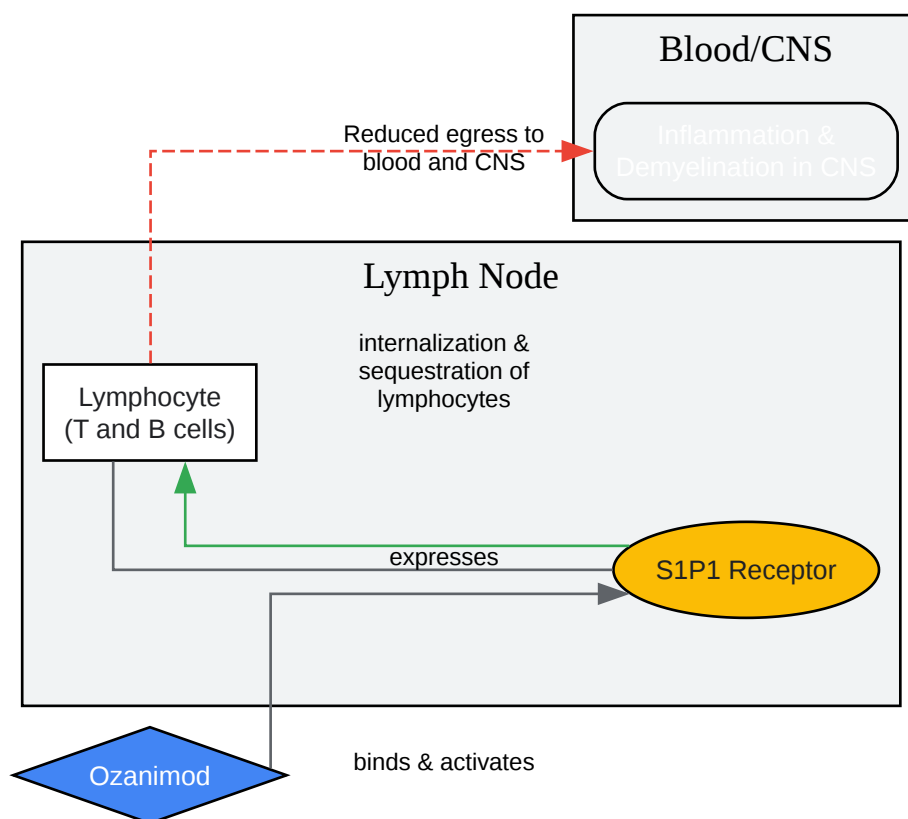 Blood/CNS
Reduced egress to
blood and CNS
Inflammation &
Demyelination in CNS
Lymph Node
internalization &
sequestration of
lymphocytes
Lymphocyte
(T and B cells)
expresses
S1P1 Receptor
binds & activates
Ozanimod